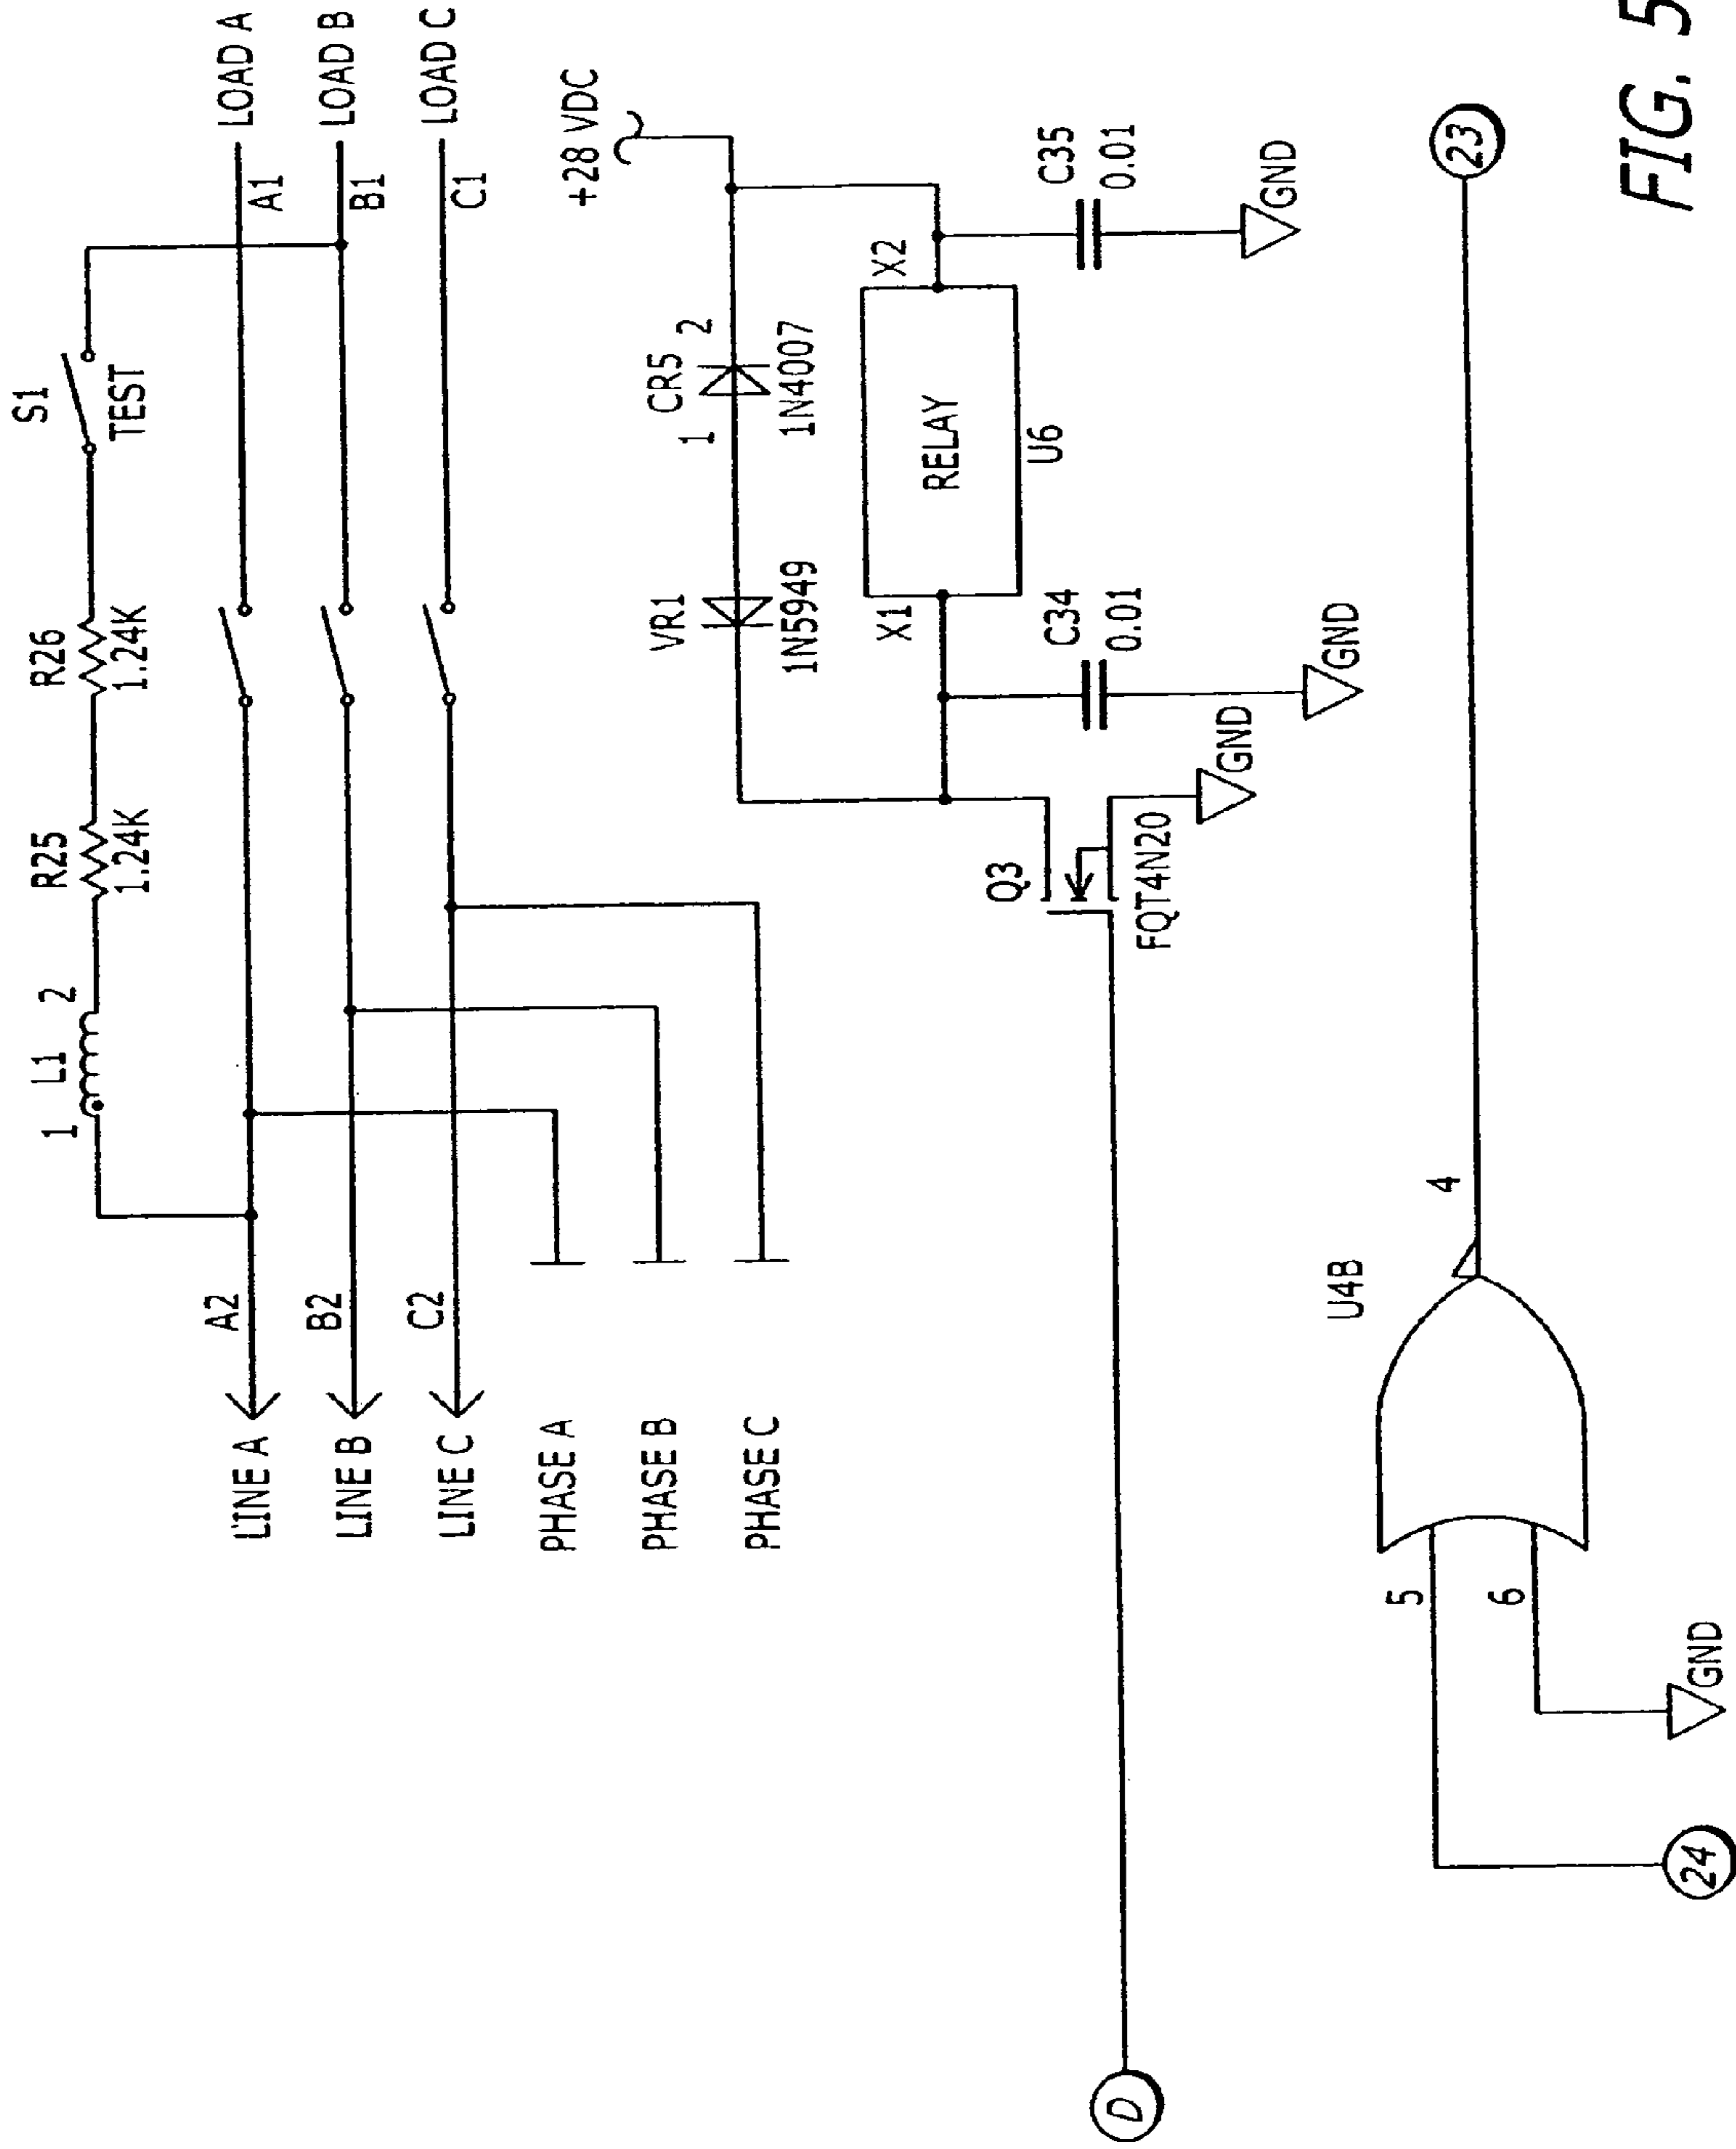 S1
TEST
R26
1.24K
R25
1.24K
L1
1
2
LOAD A
LOAD B
LOAD C
A1
B1
C1
A2
B2
C2
LINE A
LINE B
LINE C
PHASE A
PHASE B
PHASE C
+28 VDC
VR1
1N5949
CR5
1
2
1N4007
X1
X2
RELAY
U6
C34
0.01
GND
C35
0.01
GND
Q3
FQT4N20
GND
D
U4B
5
6
4
GND
24
23
FIG. 5